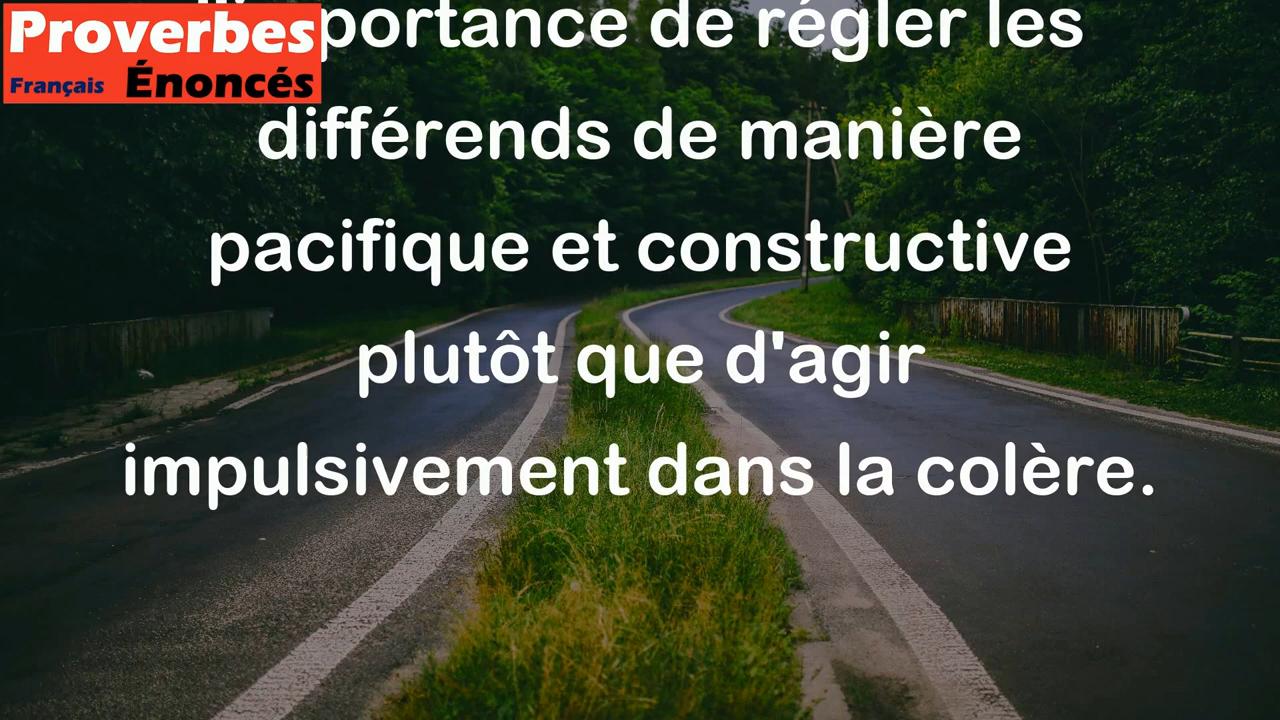 Proverbes
Français Énoncés
portance de régler les
différends de manière
pacifique et constructive
plutôt que d'agir
impulsivement dans la colère.